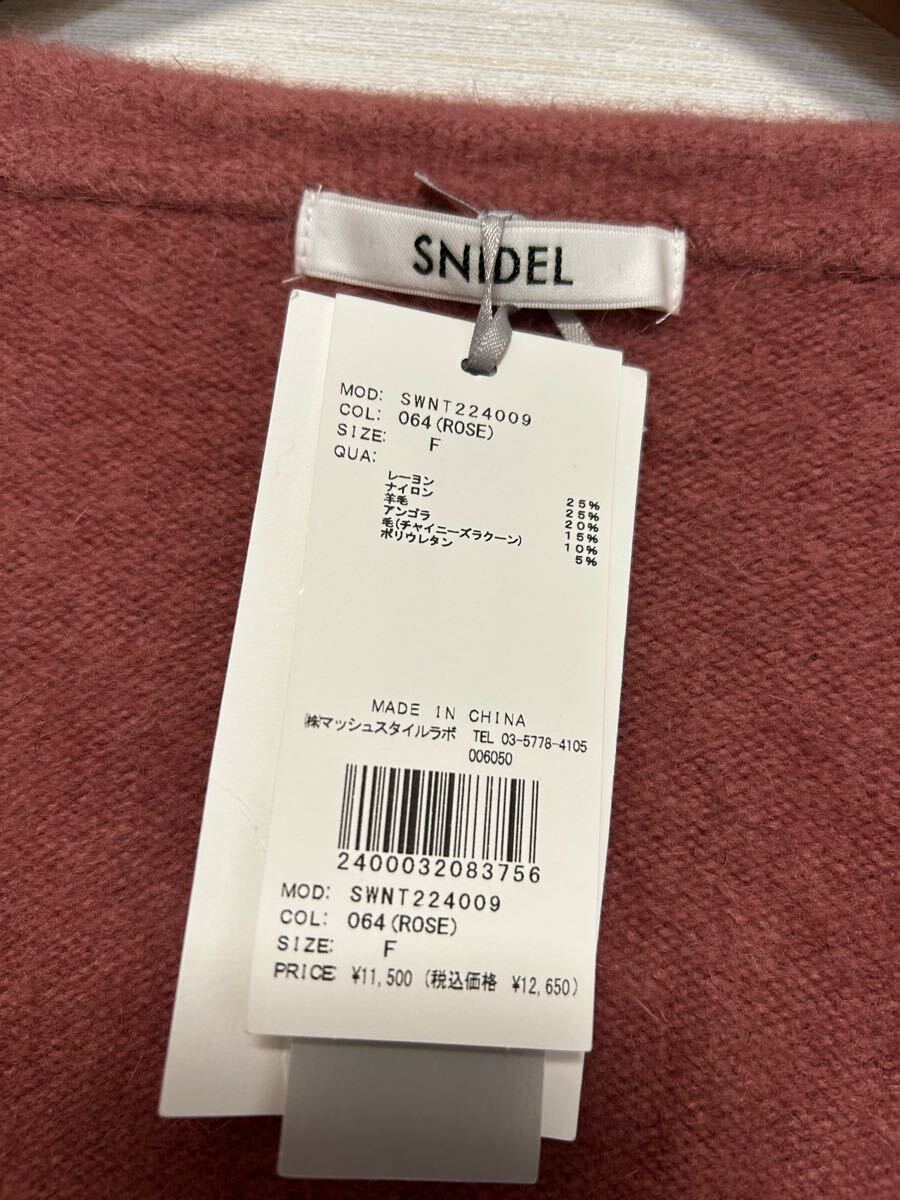 SNIDEL
MOD: SWNT224009
COL: 064(ROSE)
SIZE: F
QUA:
レーヨン 25%
ナイロン 25%
羊毛 20%
アンゴラ 15%
毛(チャイニーズラクーン) 10%
ポリウレタン 5%
MADE IN CHINA
㈱マッシュスタイルラボ TEL 03-5778-4105
006050
2400032083756
MOD: SWNT224009
COL: 064(ROSE)
SIZE: F
PRICE: ¥11,500 (税込価格 ¥12,650)